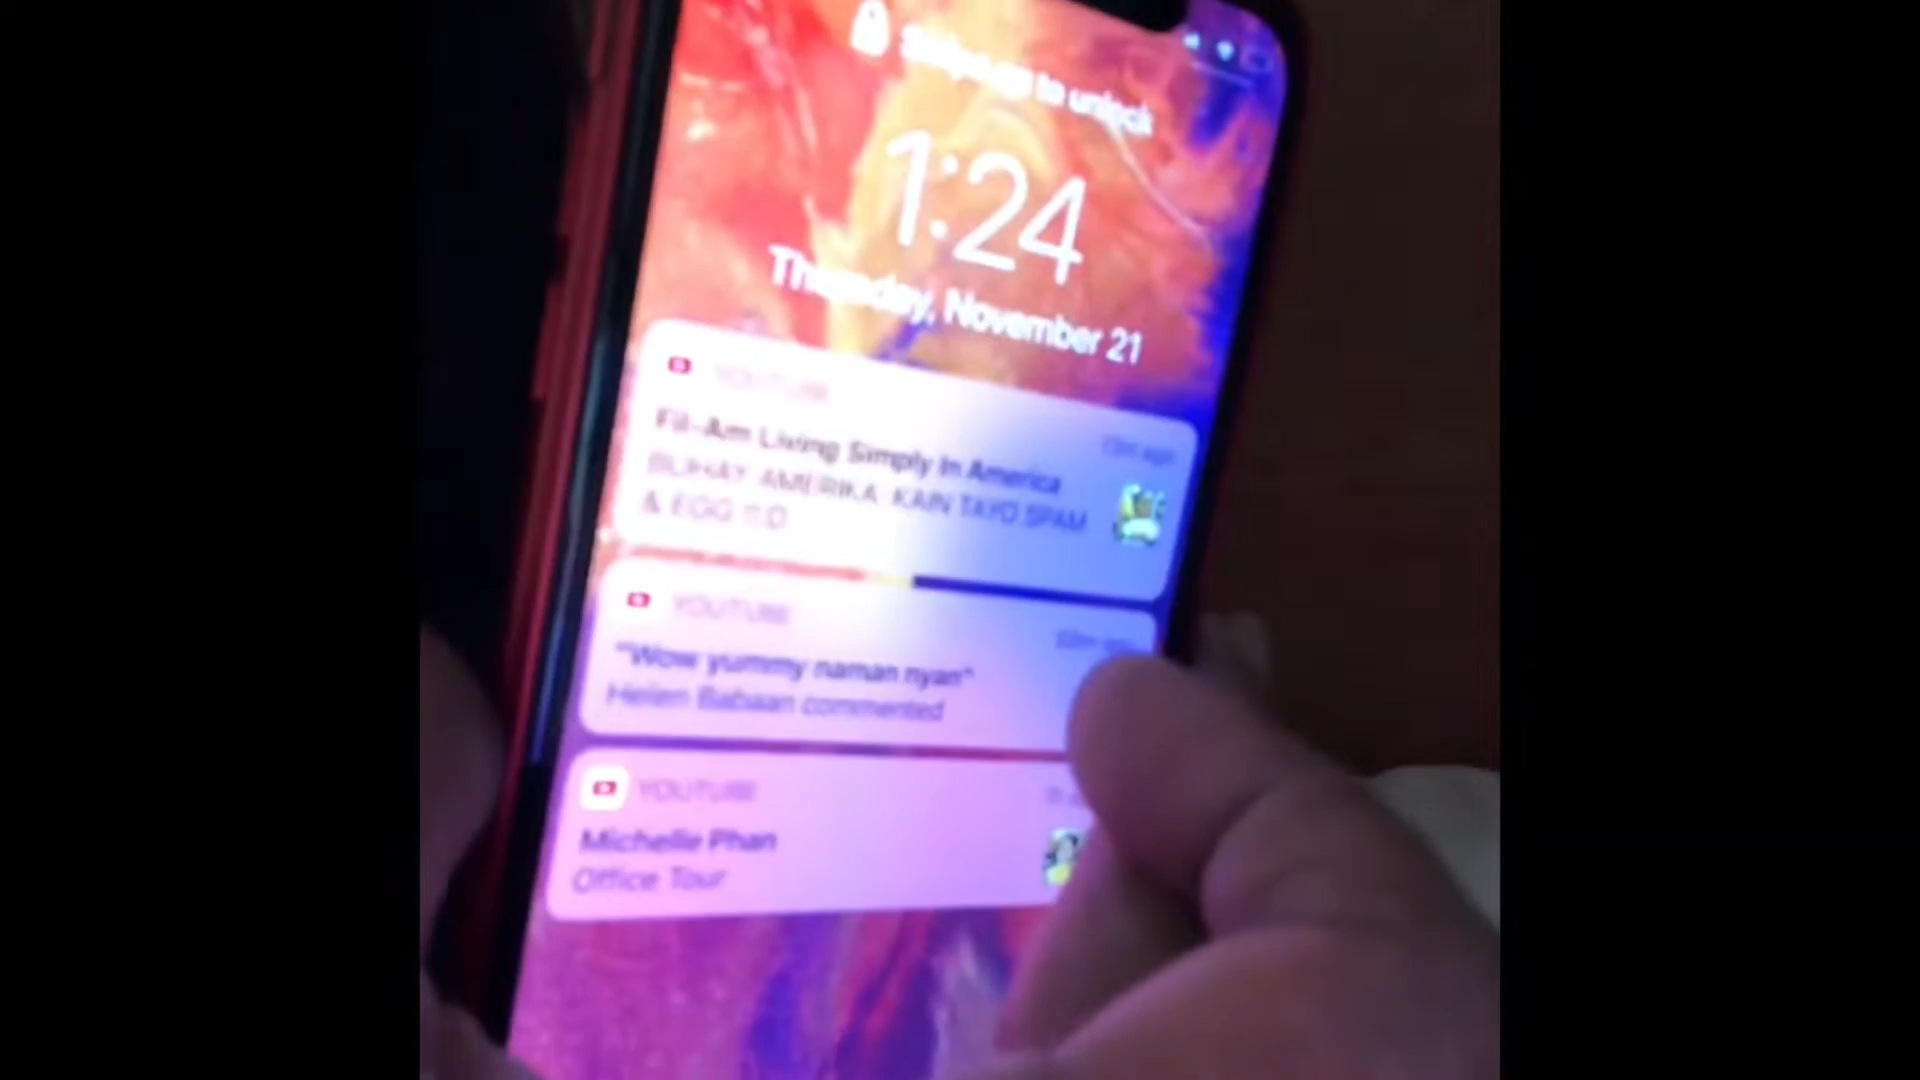 Swipe up to unlock
1:24
Thursday, November 21
YOUTUBE
Fil-Am Living Simply In America
BUHAY AMERIKA: KAIN TAYO SPAM
& EGG
YOUTUBE
"Wow yummy naman nyan"
Helen Babaan commented
YOUTUBE
Michelle Phan
Office Tour